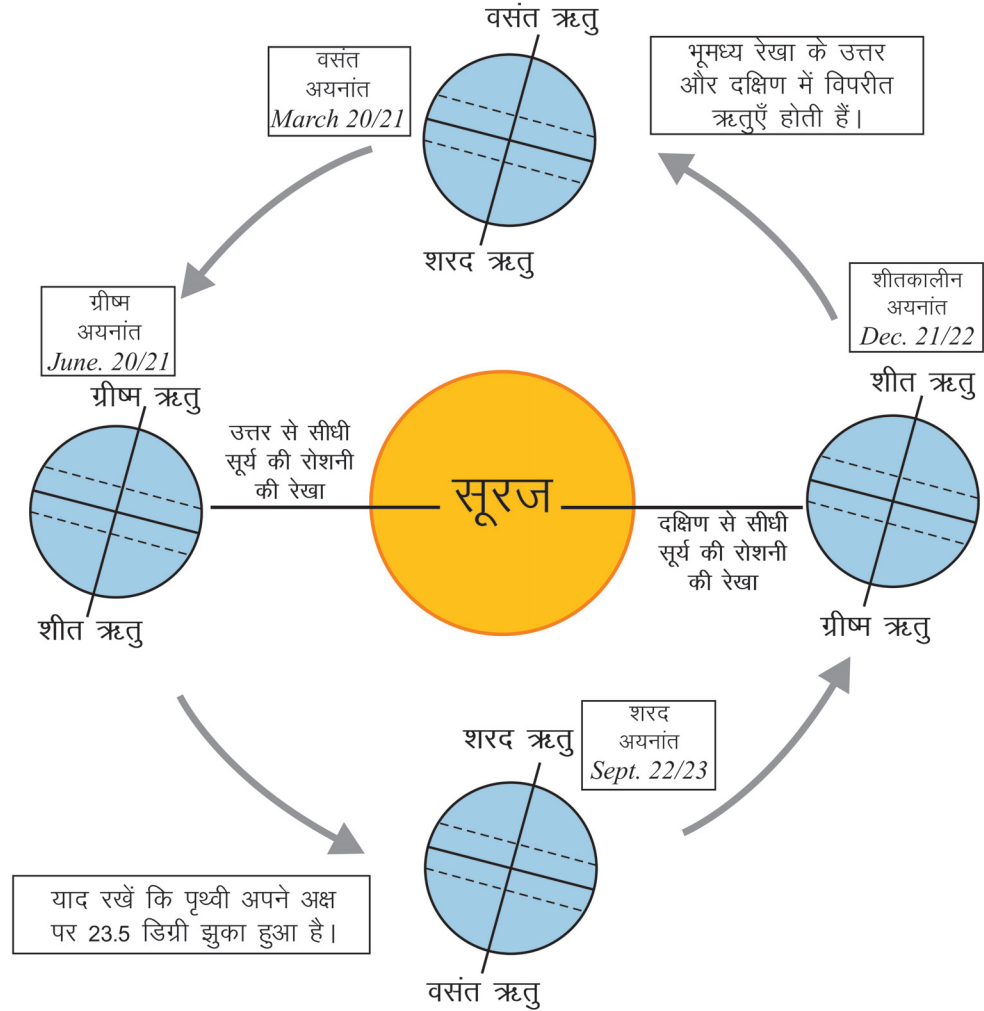 वसंत ऋतु
वसंत
अयनांत
March 20/21
भूमध्य रेखा के उत्तर
और दक्षिण में विपरीत
ऋतुएँ होती हैं।
शरद ऋतु
ग्रीष्म
अयनांत
June. 20/21
ग्रीष्म ऋतु
शीतकालीन
अयनांत
Dec. 21/22
शीत ऋतु
उत्तर से सीधी
सूर्य की रोशनी
की रेखा
सूरज
दक्षिण से सीधी
सूर्य की रोशनी
की रेखा
शीत ऋतु
ग्रीष्म ऋतु
शरद ऋतु
शरद
अयनांत
Sept. 22/23
याद रखें कि पृथ्वी अपने अक्ष
पर 23.5 डिग्री झुका हुआ है।
वसंत ऋतु